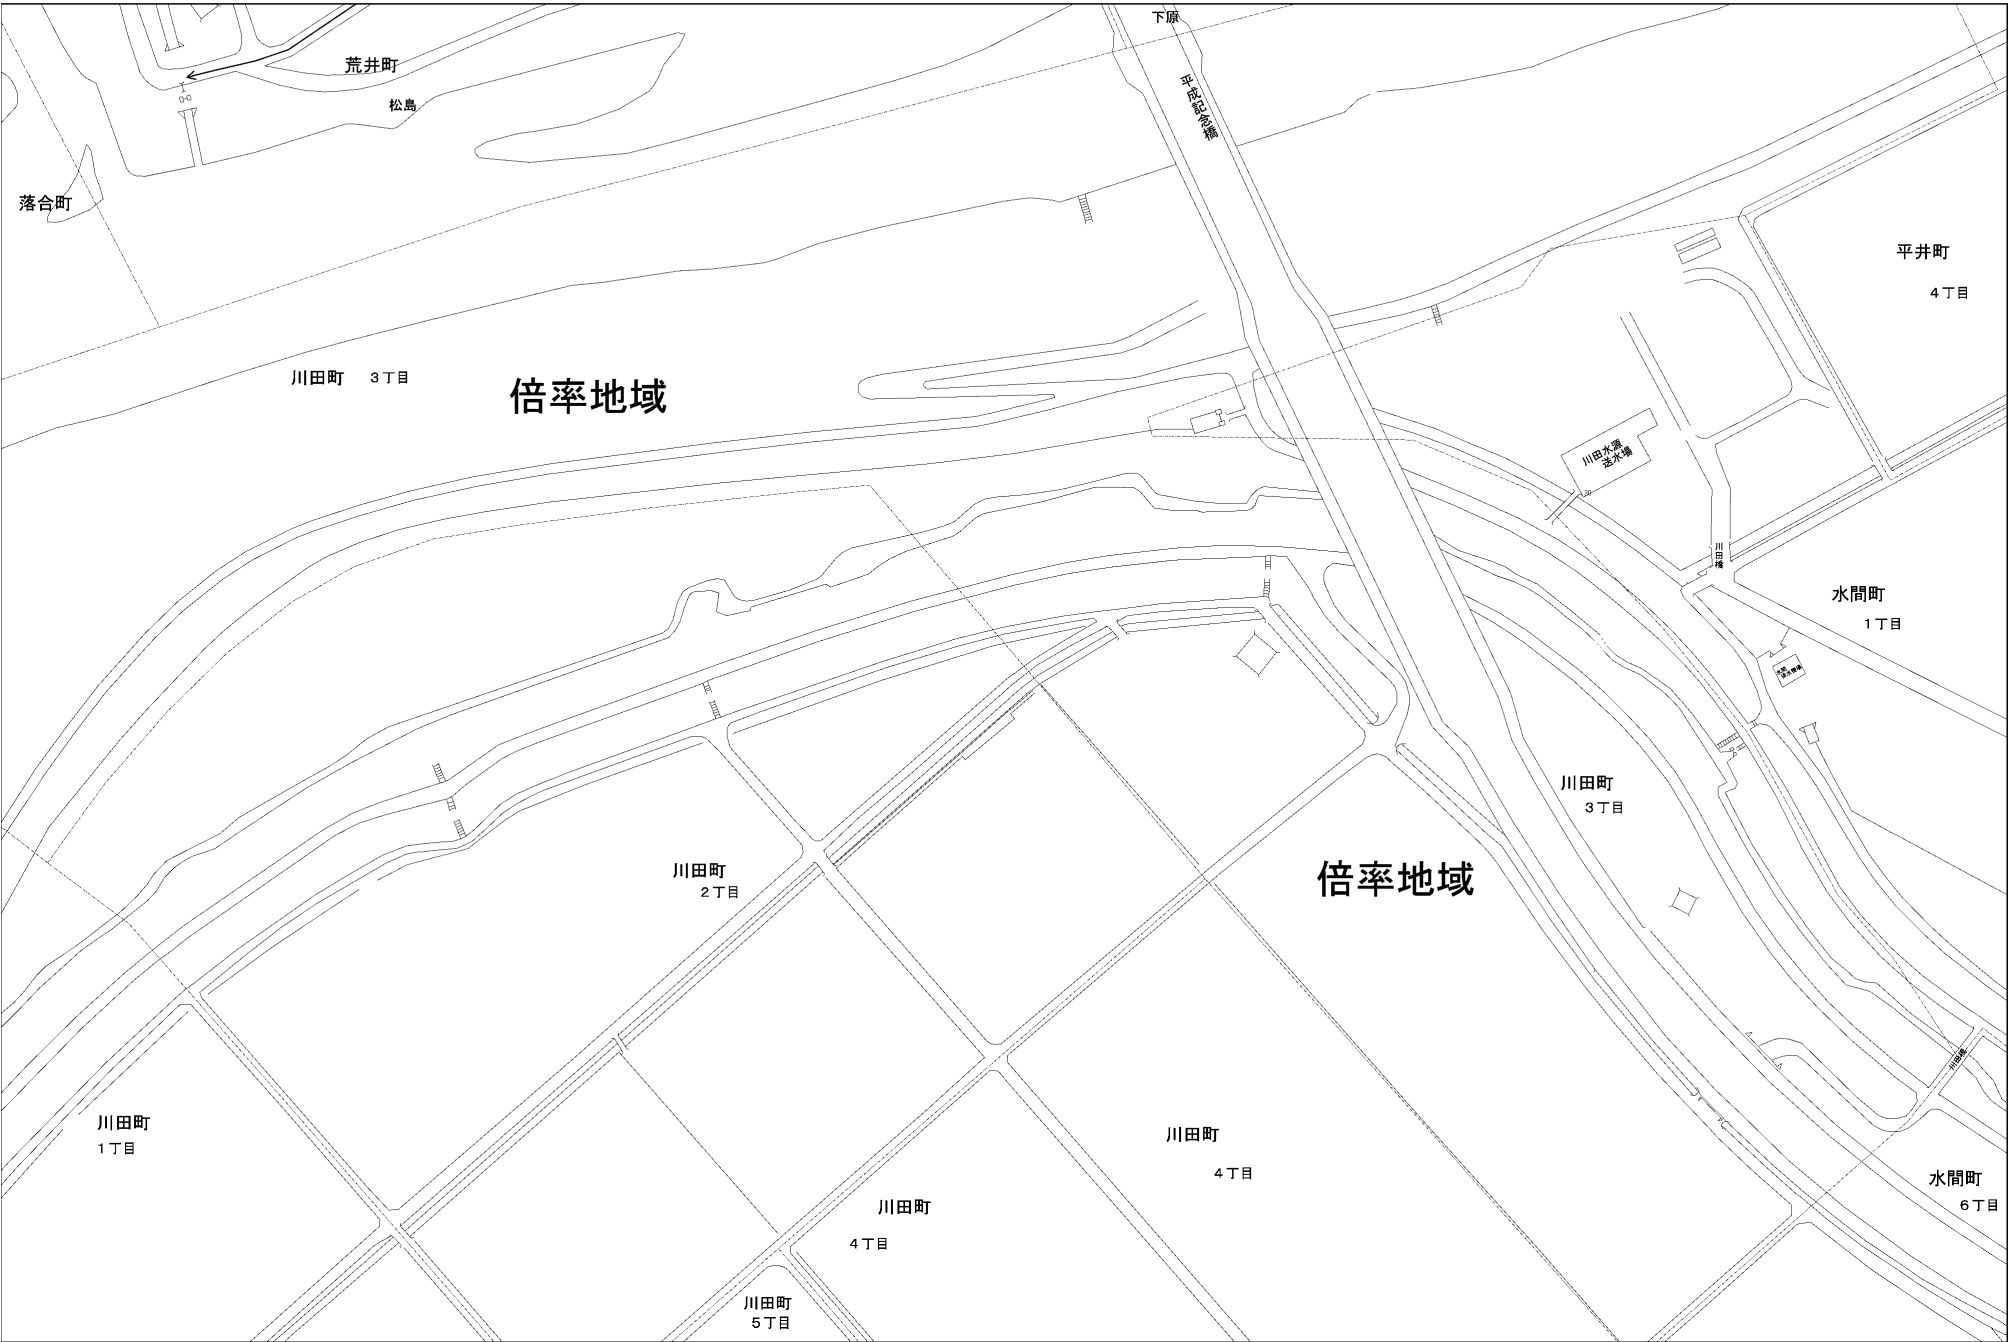 下原
荒井町
松島
平成記念橋
落合町
平井町
4丁目
川田町 3丁目
倍率地域
川田水源
送水場
30
川田橋
水間町
1丁目
川田町
3丁目
川田町
2丁目
倍率地域
川田橋
川田町
1丁目
川田町
4丁目
水間町
6丁目
川田町
4丁目
川田町
5丁目